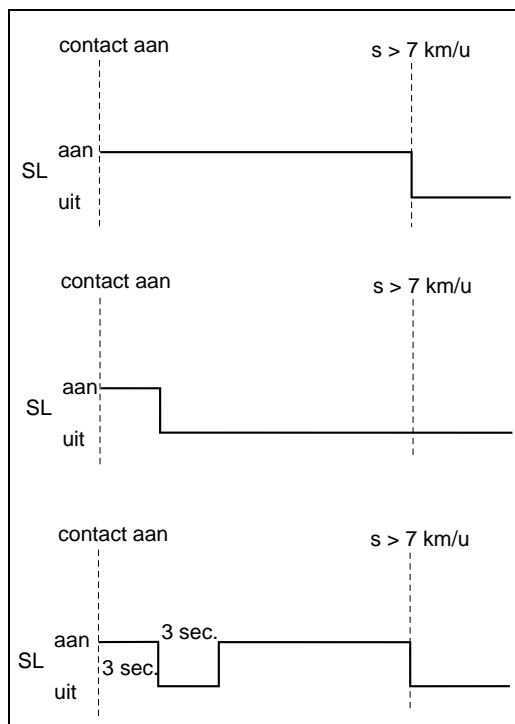 contact aan s > 7 km/u
aan
SL
uit
contact aan s > 7 km/u
aan
SL
uit
contact aan s > 7 km/u
3 sec.
aan
SL 3 sec.
uit